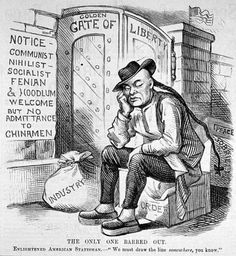 NOTICE—
COMMUNIST
NIHILIST—
SOCIALIST
FENIAN
& HOODLUM
WELCOME
BUT NO
ADMITTANCE
TO
CHINAMEN
GOLDEN
GATE OF LIBERTY
INDUSTRY
ORDER
PEACE
THE ONLY ONE BARRED OUT.
ENLIGHTENED AMERICAN STATESMAN.—"We must draw the line somewhere, you know."